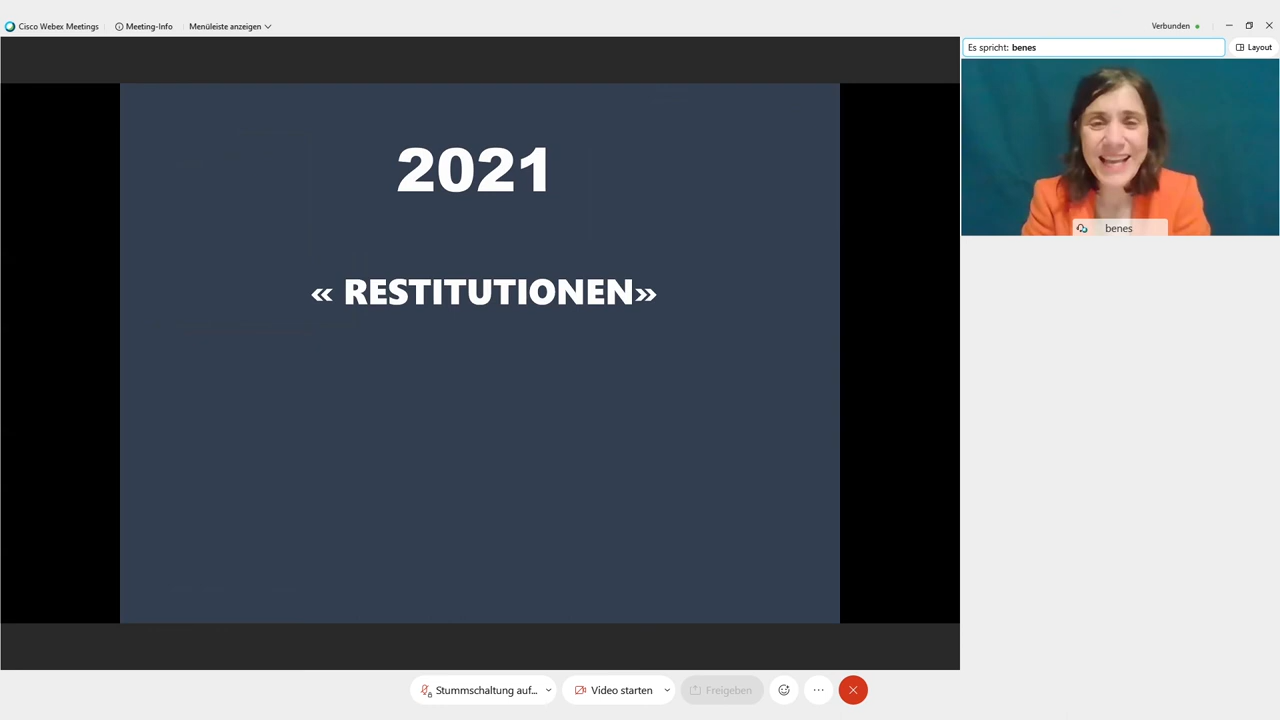 Cisco Webex Meetings Meeting-Info Menüleiste anzeigen Verbunden
Es spricht: benes Layout
2021
« RESTITUTIONEN»
benes
Stummschaltung auf... Video starten Freigeben